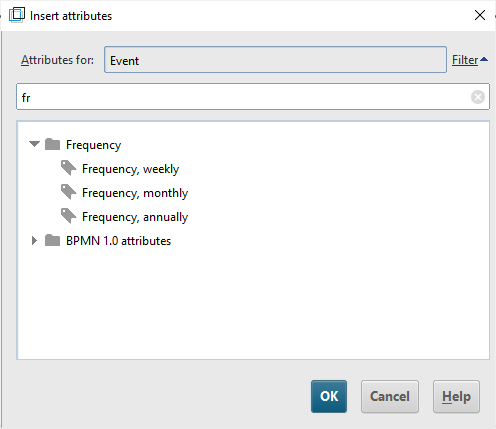 Insert attributes
Attributes for: Event Filter
fr
Frequency
Frequency, weekly
Frequency, monthly
Frequency, annually
BPMN 1.0 attributes
OK Cancel Help